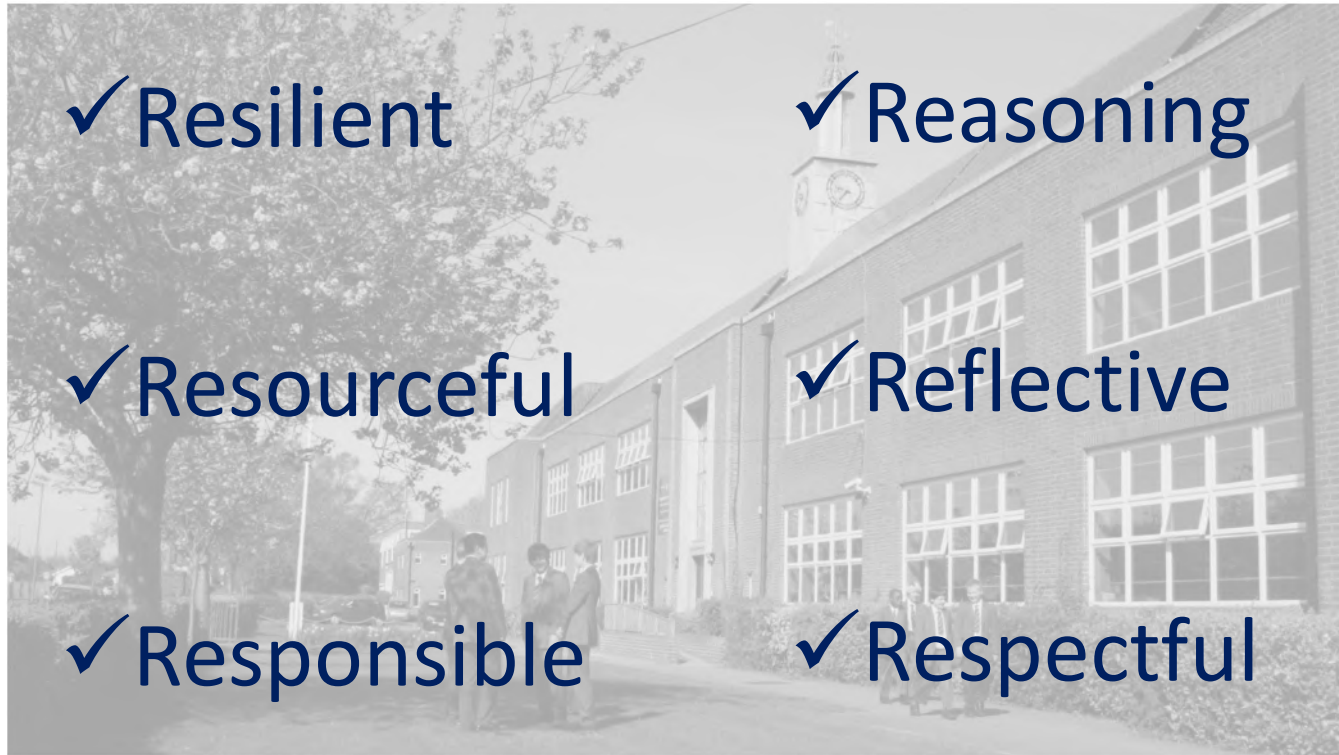 ✓Resilient
✓Reasoning
✓Resourceful
✓Reflective
✓Responsible
✓Respectful